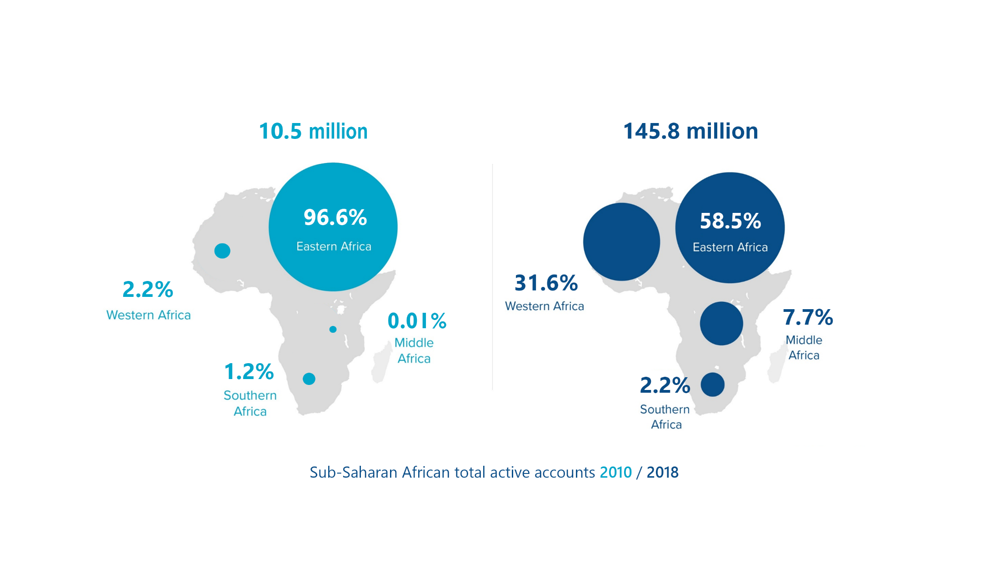 10.5 million
96.6%
Eastern Africa
2.2%
Western Africa
0.01%
Middle
Africa
1.2%
Southern
Africa
145.8 million
58.5%
Eastern Africa
31.6%
Western Africa
7.7%
Middle
Africa
2.2%
Southern
Africa
Sub-Saharan African total active accounts 2010 / 2018